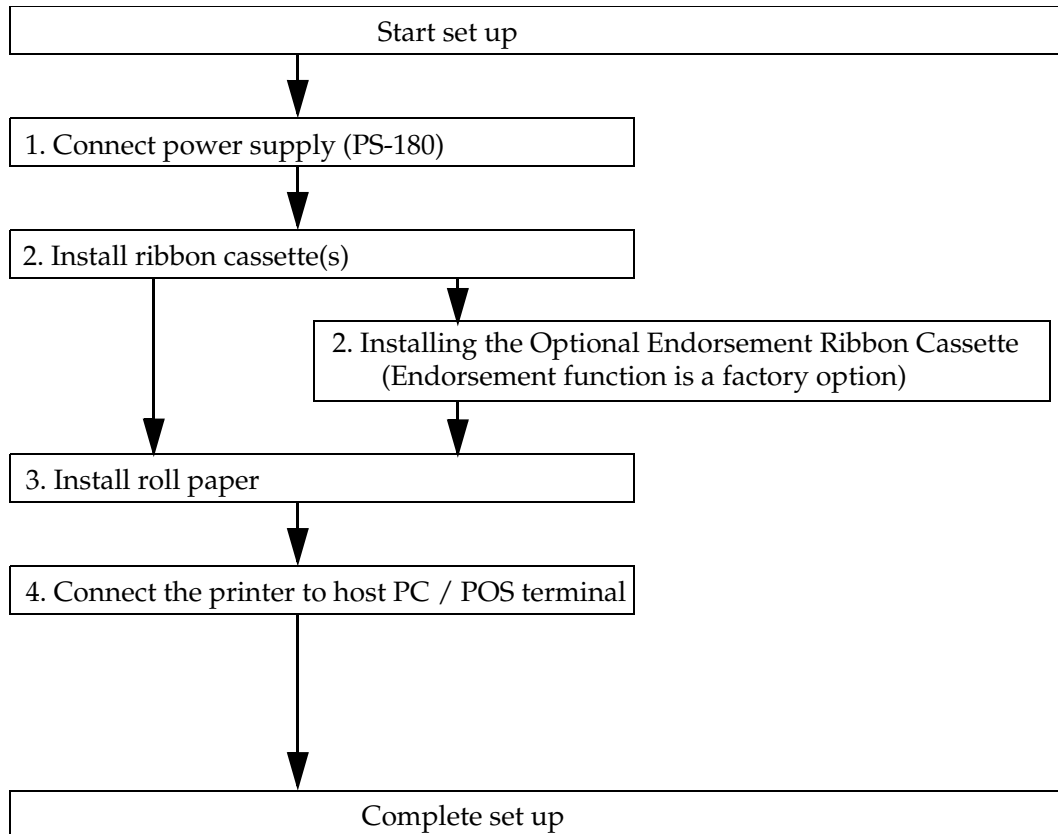 Start set up
1. Connect power supply (PS-180)
2. Install ribbon cassette(s)
2. Installing the Optional Endorsement Ribbon Cassette
(Endorsement function is a factory option)
3. Install roll paper
4. Connect the printer to host PC / POS terminal
Complete set up